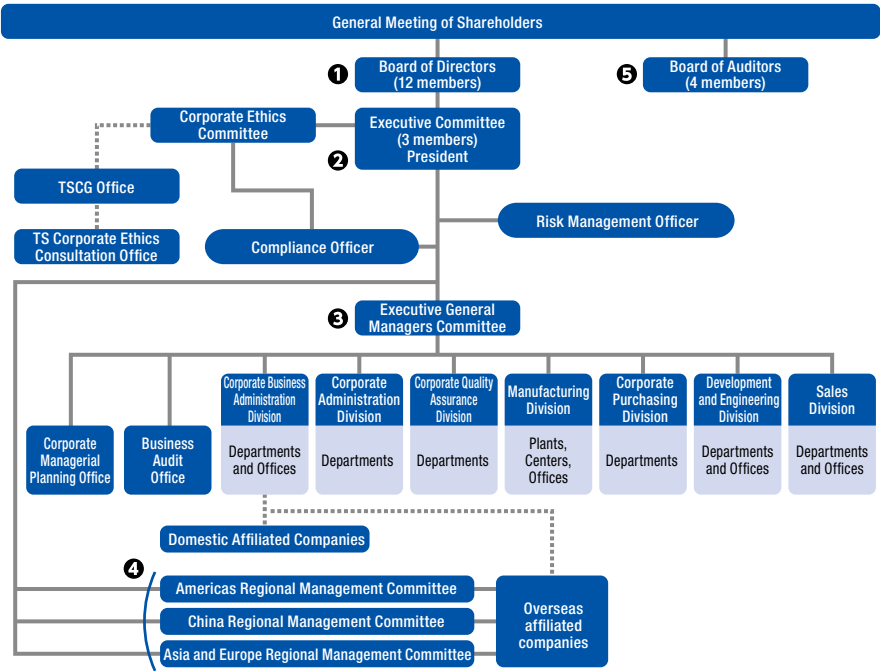 General Meeting of Shareholders
❶
Board of Directors
(12 members)
❺
Board of Auditors
(4 members)
Corporate Ethics
Committee
Executive Committee
(3 members)
President
❷
TSCG Office
Risk Management Officer
TS Corporate Ethics
Consultation Office
Compliance Officer
❸
Executive General
Managers Committee
Corporate
Managerial
Planning Office
Business
Audit
Office
Corporate Business
Administration
Division
Departments
and Offices
Corporate
Administration
Division
Departments
Corporate Quality
Assurance
Division
Departments
Manufacturing
Division
Plants,
Centers,
Offices
Corporate
Purchasing
Division
Departments
Development
and Engineering
Division
Departments
and Offices
Sales
Division
Departments
and Offices
Domestic Affiliated Companies
❹
Americas Regional Management Committee
China Regional Management Committee
Asia and Europe Regional Management Committee
Overseas
affiliated
companies